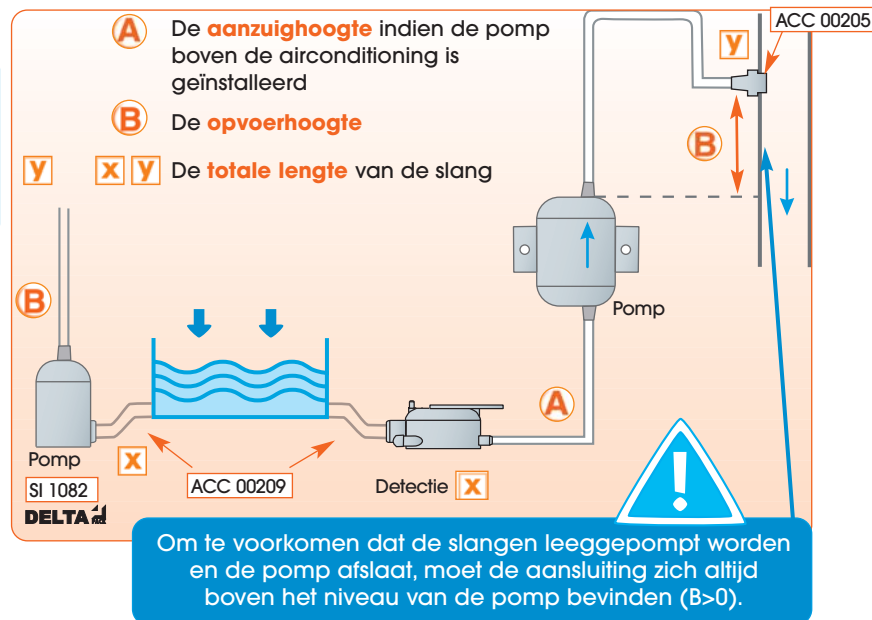 A De aanzuighoogte indien de pomp
boven de airconditioning is
geïnstalleerd
B De opvoerhoogte
y x y De totale lengte van de slang
y
ACC 00205
B
Pomp
B
A
Pomp
x
SI 1082
ACC 00209
Detectie x
DELTA
!
Om te voorkomen dat de slangen leeggepompt worden
en de pomp afslaat, moet de aansluiting zich altijd
boven het niveau van de pomp bevinden (B>0).